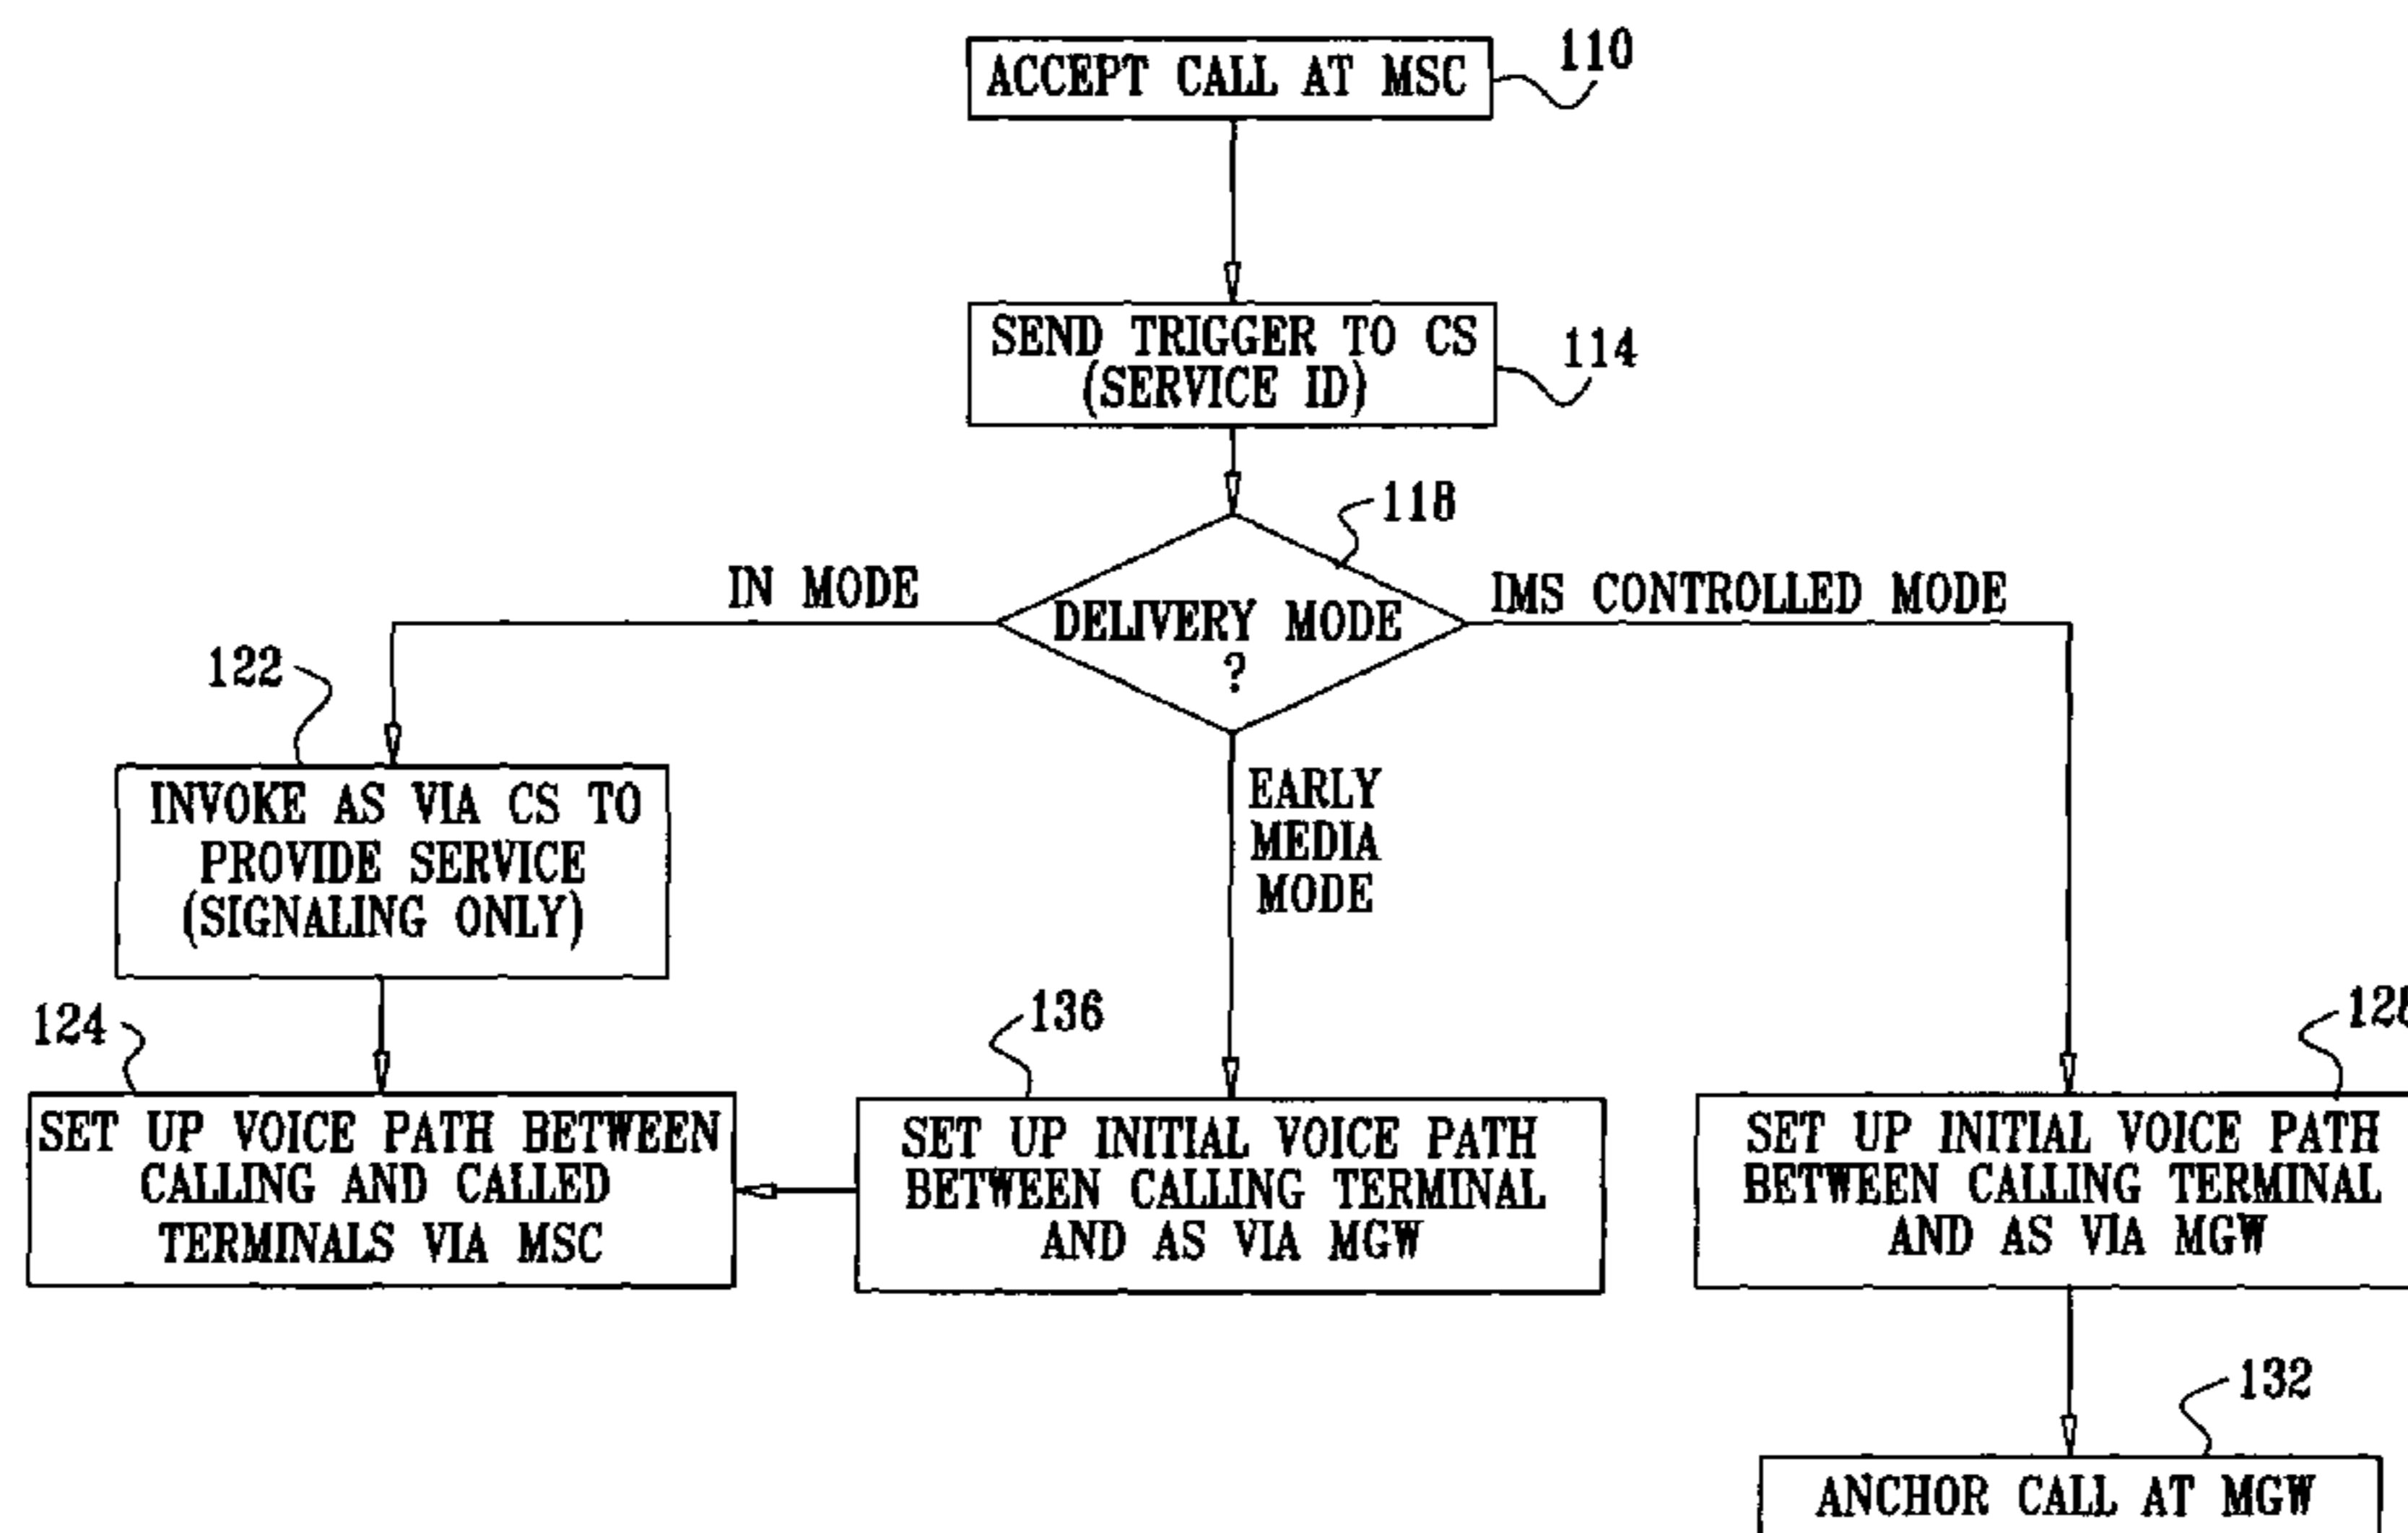 ACCEPT CALL AT MSC
110
SEND TRIGGER TO CS
(SERVICE ID)
114
118
IN MODE
DELIVERY MODE
?
IMS CONTROLLED MODE
122
INVOKE AS VIA CS TO
PROVIDE SERVICE
(SIGNALING ONLY)
EARLY
MEDIA
MODE
124
SET UP VOICE PATH BETWEEN
CALLING AND CALLED
TERMINALS VIA MSC
136
SET UP INITIAL VOICE PATH
BETWEEN CALLING TERMINAL
AND AS VIA MGW
128
SET UP INITIAL VOICE PATH
BETWEEN CALLING TERMINAL
AND AS VIA MGW
132
ANCHOR CALL AT MGW